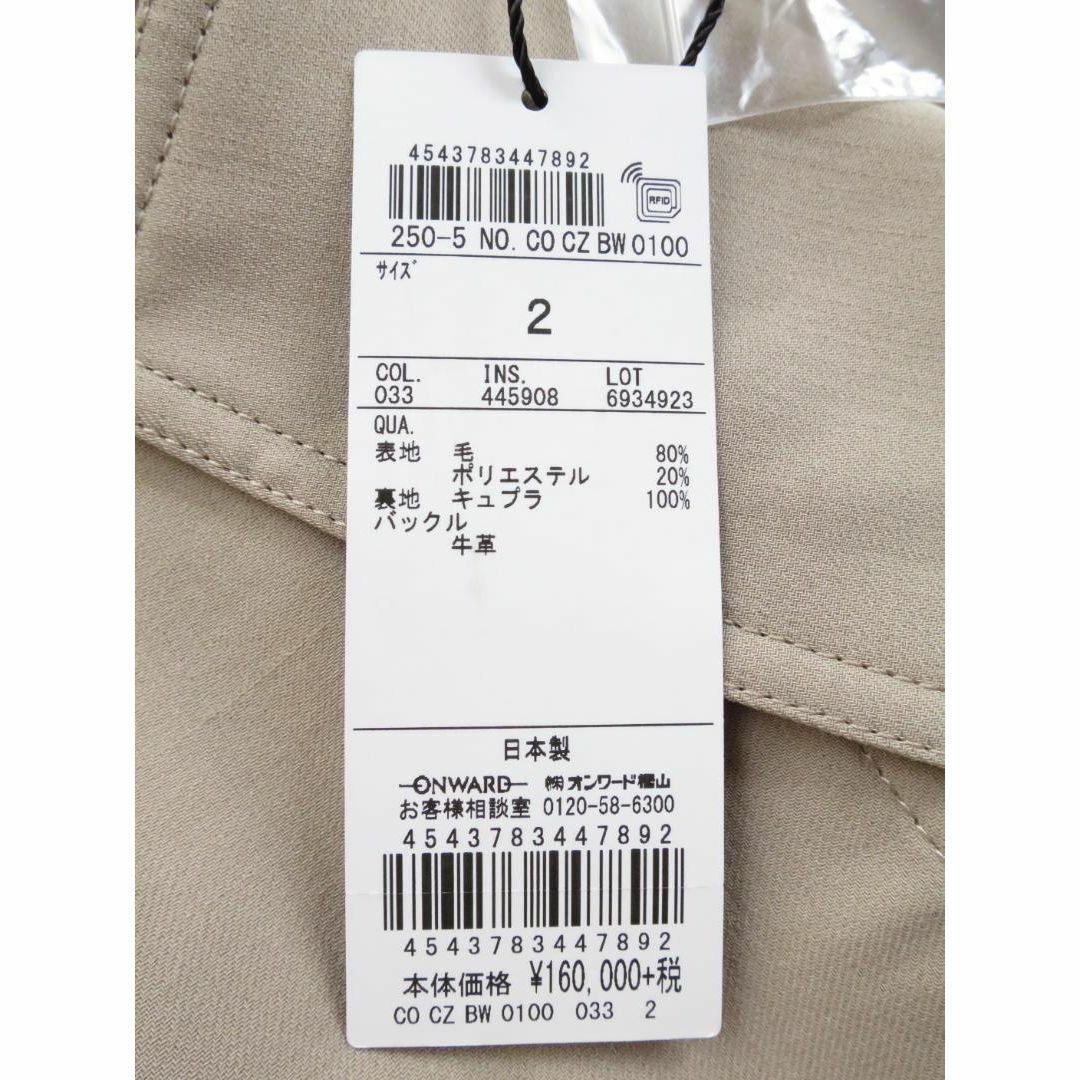 4543783447892
RFID
250-5 NO. CO CZ BW 0100
サイズ
2
COL. INS. LOT
033 445908 6934923
QUA.
表地 毛 80%
ポリエステル 20%
裏地 キュプラ 100%
バックル
牛革
日本製
ONWARD ㈱オンワード樫山
お客様相談室 0120-58-6300
4543783447892
4543783447892
本体価格 ¥160,000+税
CO CZ BW 0100 033 2